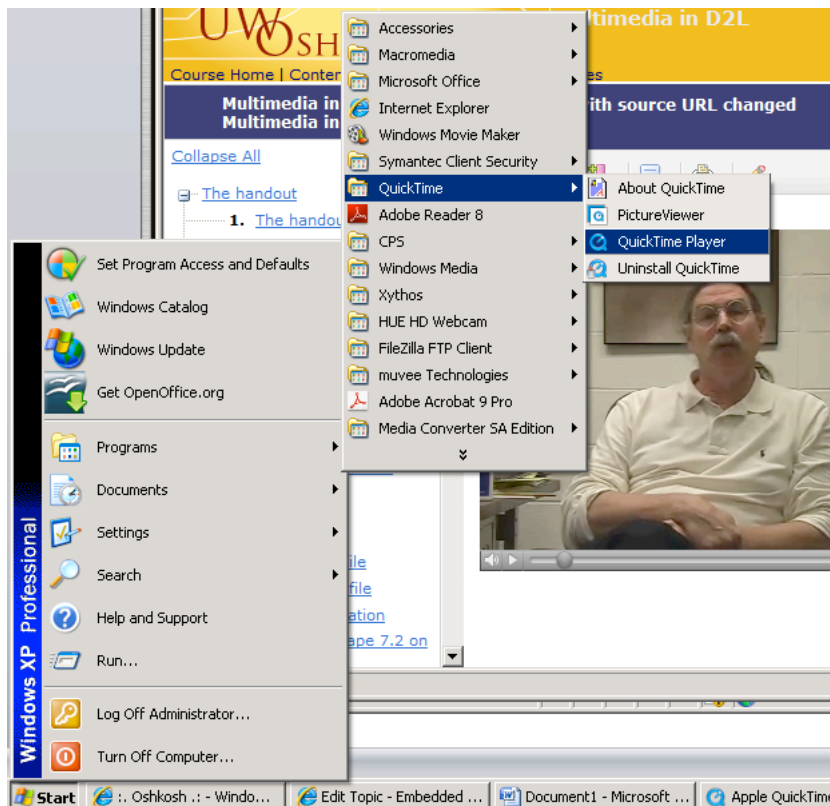 UW OSH
ltimedia in D2L
Course Home | Conter
es
Multimedia in
Multimedia in
ith source URL changed
Collapse All
The handout
1. The handou
Accessories
Macromedia
Microsoft Office
Internet Explorer
Windows Movie Maker
Symantec Client Security
QuickTime
Adobe Reader 8
CPS
Windows Media
Xythos
HUE HD Webcam
FileZilla FTP Client
muvee Technologies
Adobe Acrobat 9 Pro
Media Converter SA Edition
About QuickTime
PictureViewer
QuickTime Player
Uninstall QuickTime
Set Program Access and Defaults
Windows Catalog
Windows Update
Get OpenOffice.org
Programs
Documents
Settings
Search
Help and Support
Run...
Log Off Administrator...
Turn Off Computer...
Windows XP Professional
ile
file
ation
ape 7.2 on
Start
:. Oshkosh .: - Windo...
Edit Topic - Embedded ...
Document1 - Microsoft ...
Apple QuickTime